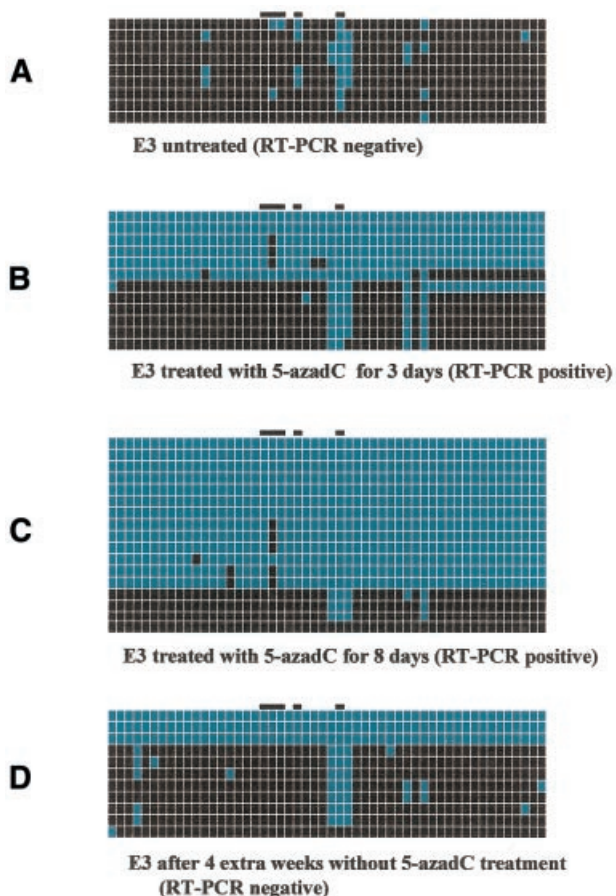 A
E3 untreated (RT-PCR negative)
B
E3 treated with 5-azadC for 3 days (RT-PCR positive)
C
E3 treated with 5-azadC for 8 days (RT-PCR positive)
D
E3 after 4 extra weeks without 5-azadC treatment
(RT-PCR negative)